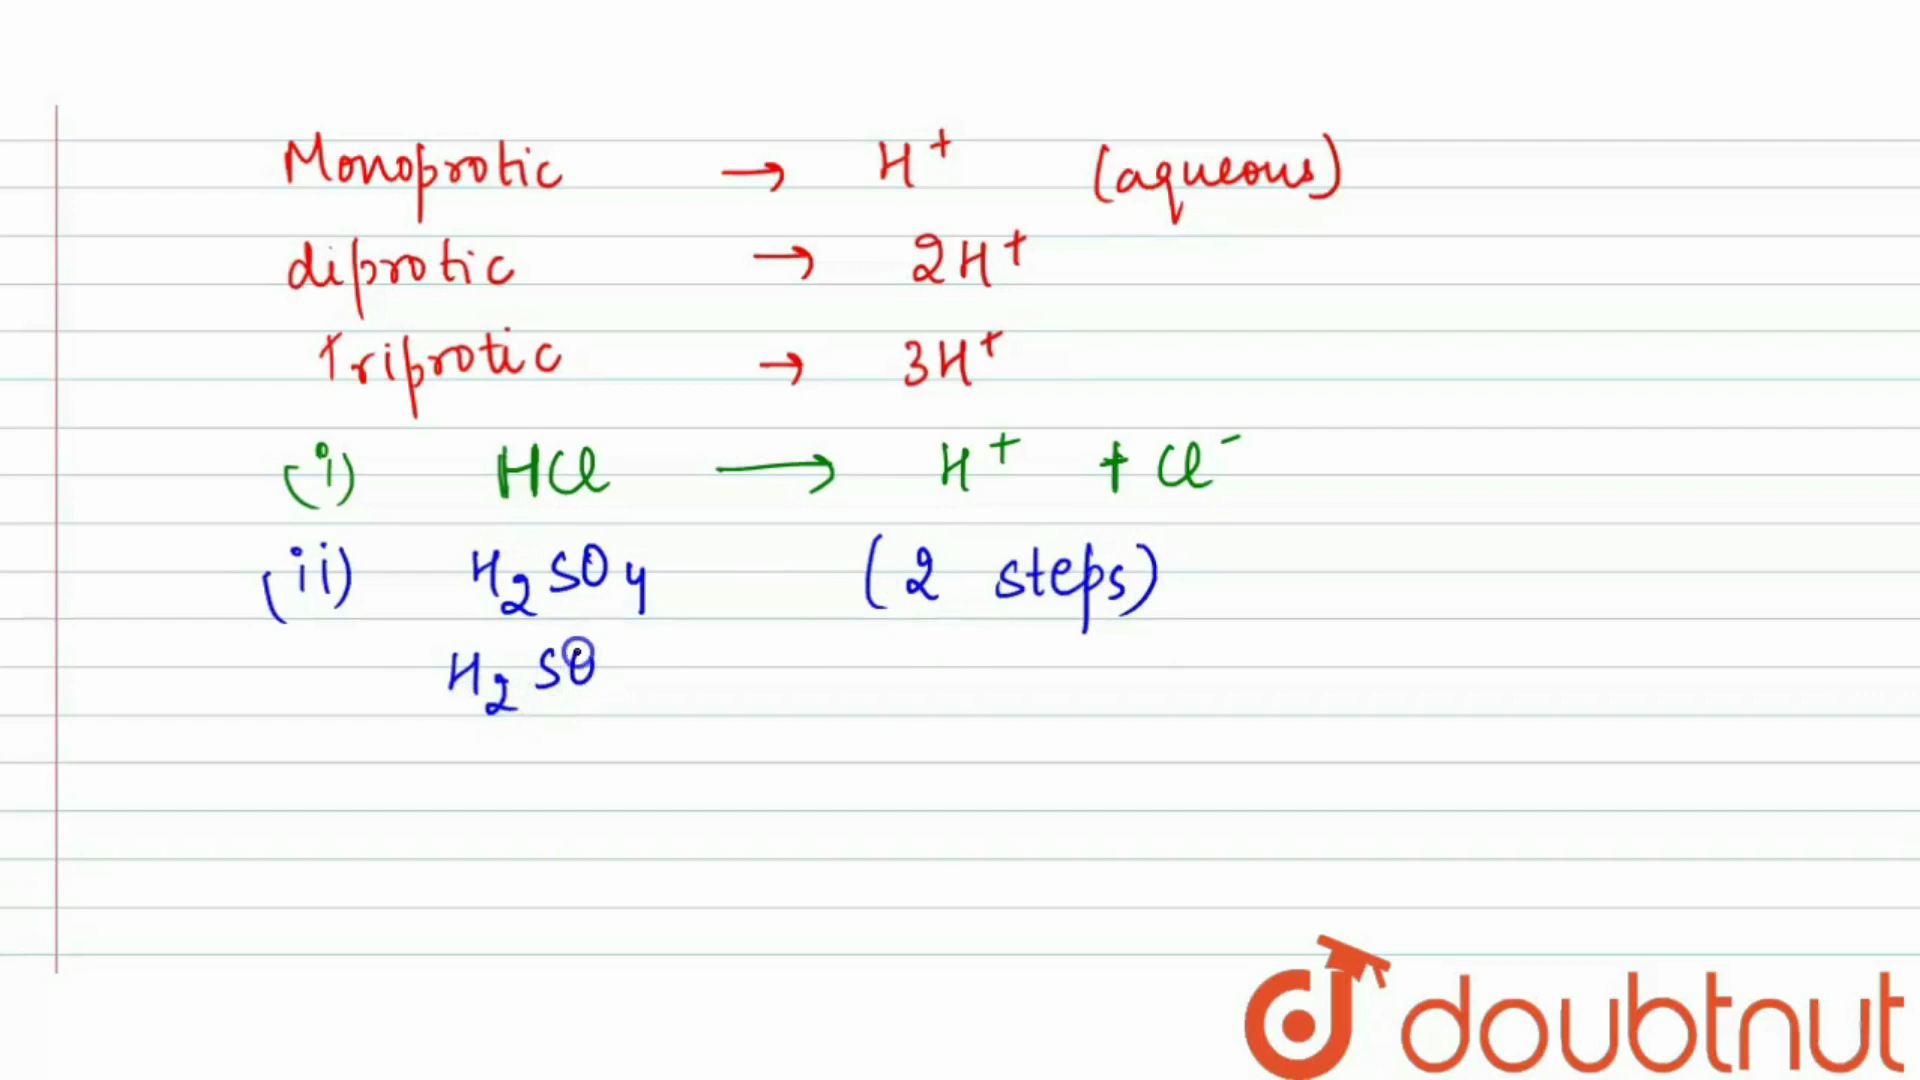 Monoprotic → H⁺ (aqueous)
diprotic → 2H⁺
Triprotic → 3H⁺
(i) HCl ⟶ H⁺ + Cl⁻
(ii) H₂SO₄ (2 steps)
H₂SO
doubtnut